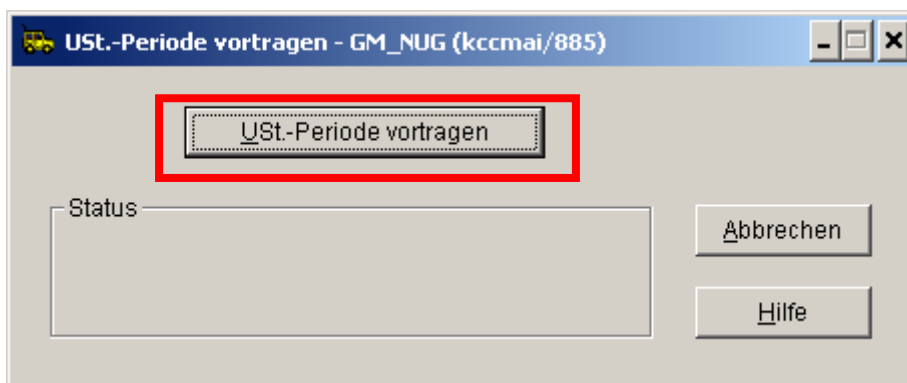 USt.-Periode vortragen - GM_NUG (kccmai/885)
USt.-Periode vortragen
Status
Abbrechen
Hilfe